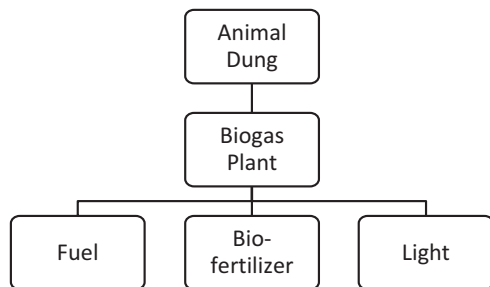 Animal
Dung
Biogas
Plant
Fuel
Bio-
fertilizer
Light